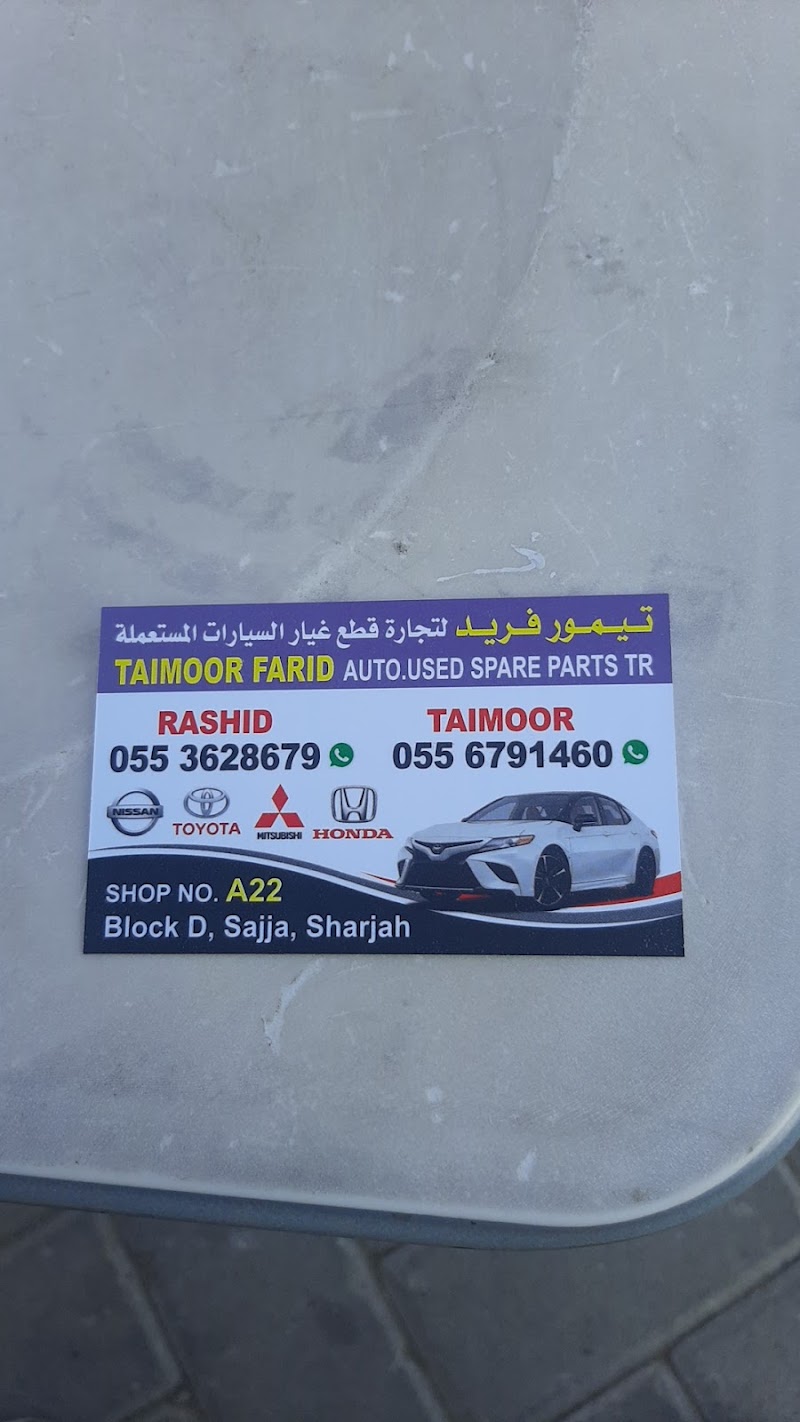 تيمور فريد لتجارة قطع غيار السيارات المستعملة
TAIMOOR FARID AUTO.USED SPARE PARTS TR
RASHID
055 3628679
TAIMOOR
055 6791460
NISSAN
TOYOTA
MITSUBISHI
HONDA
SHOP NO. A22
Block D, Sajja, Sharjah